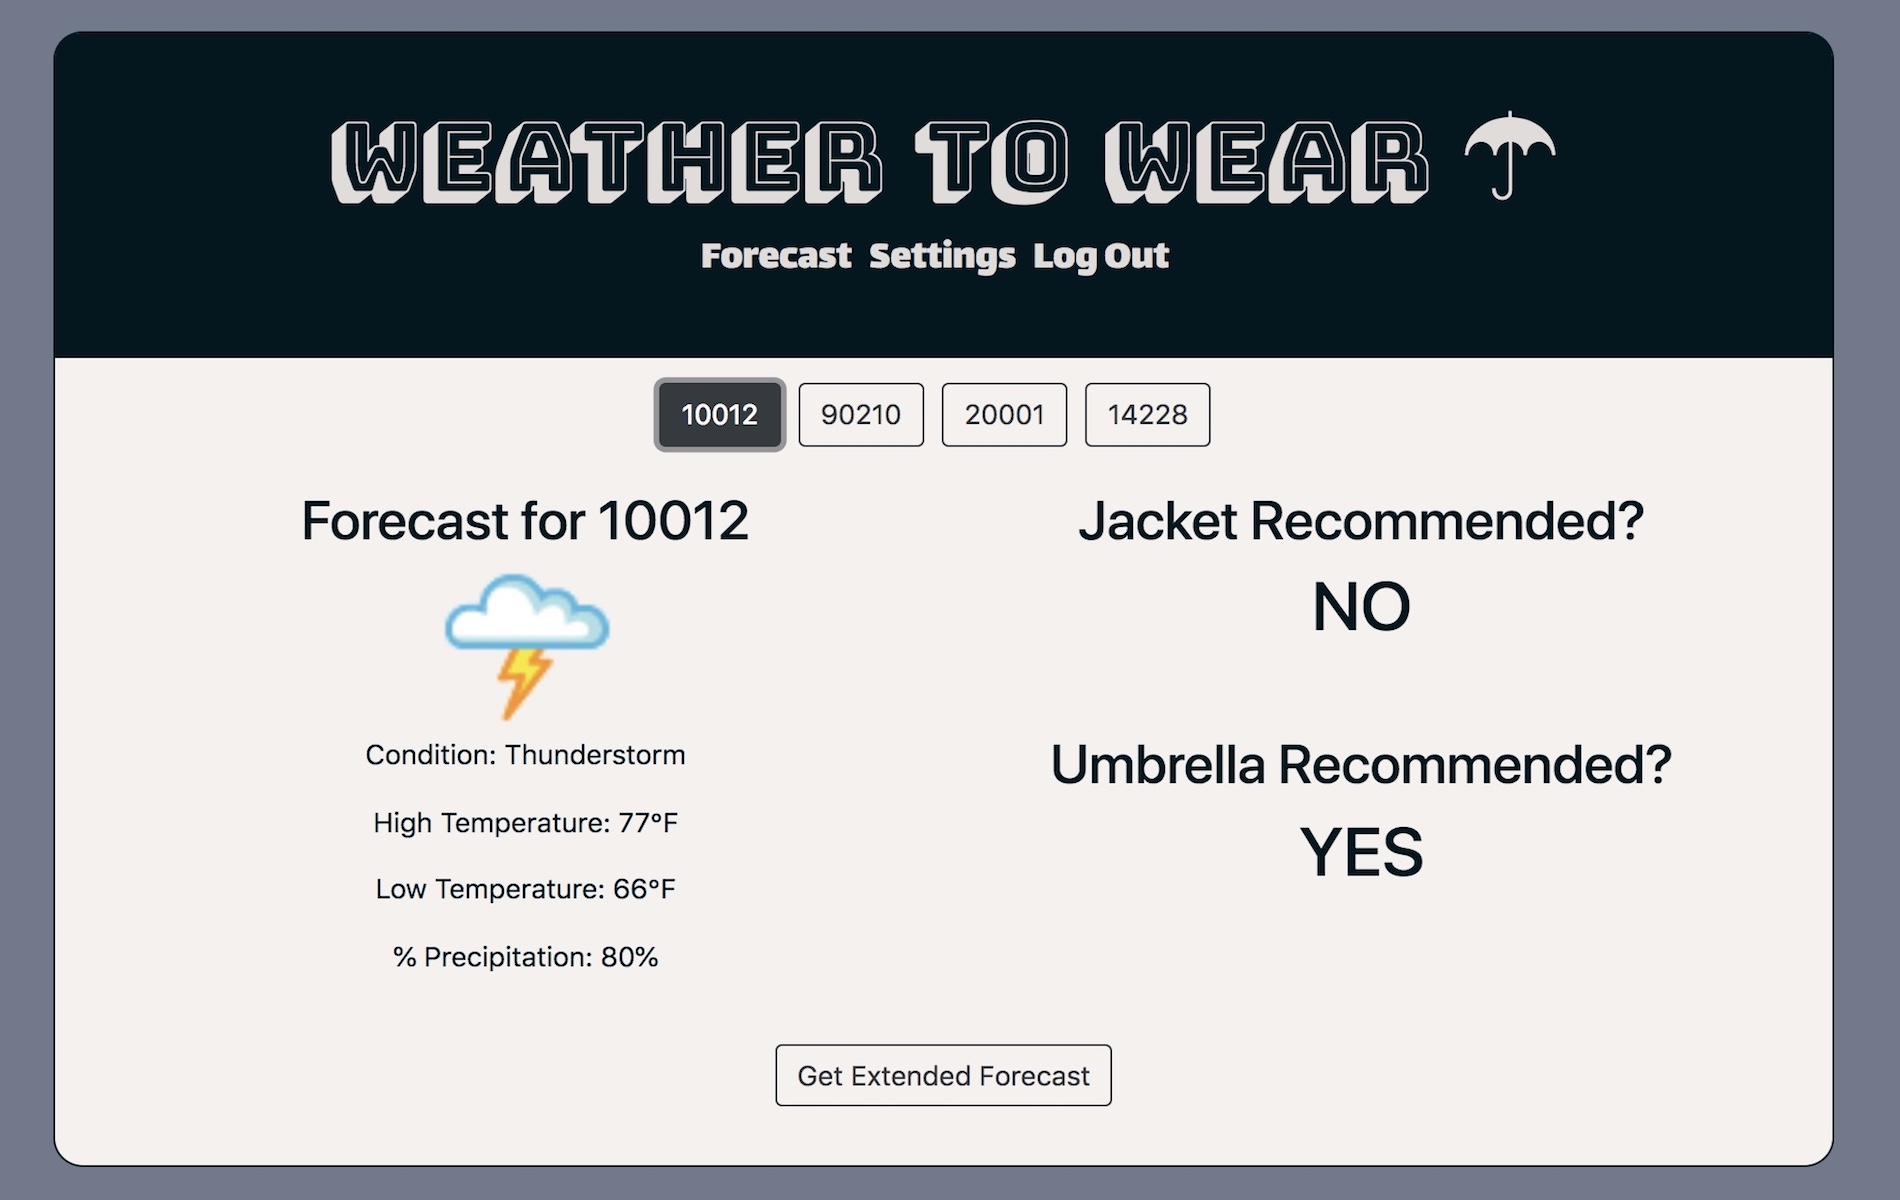 WEATHER TO WEAR
Forecast Settings Log Out
10012 90210 20001 14228
Forecast for 10012
Condition: Thunderstorm
High Temperature: 77°F
Low Temperature: 66°F
% Precipitation: 80%
Jacket Recommended?
NO
Umbrella Recommended?
YES
Get Extended Forecast